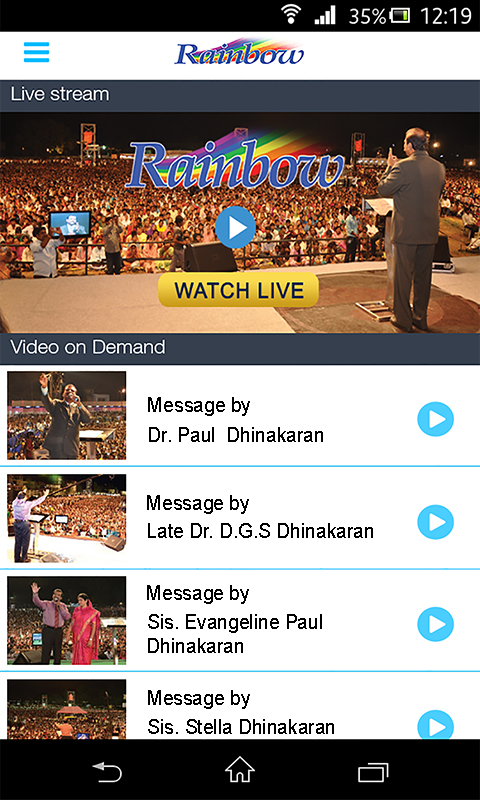 35% 12:19
Rainbow
Live stream
Rainbow
WATCH LIVE
Video on Demand
Message by
Dr. Paul Dhinakaran
Message by
Late Dr. D.G.S Dhinakaran
Message by
Sis. Evangeline Paul
Dhinakaran
Message by
Sis. Stella Dhinakaran